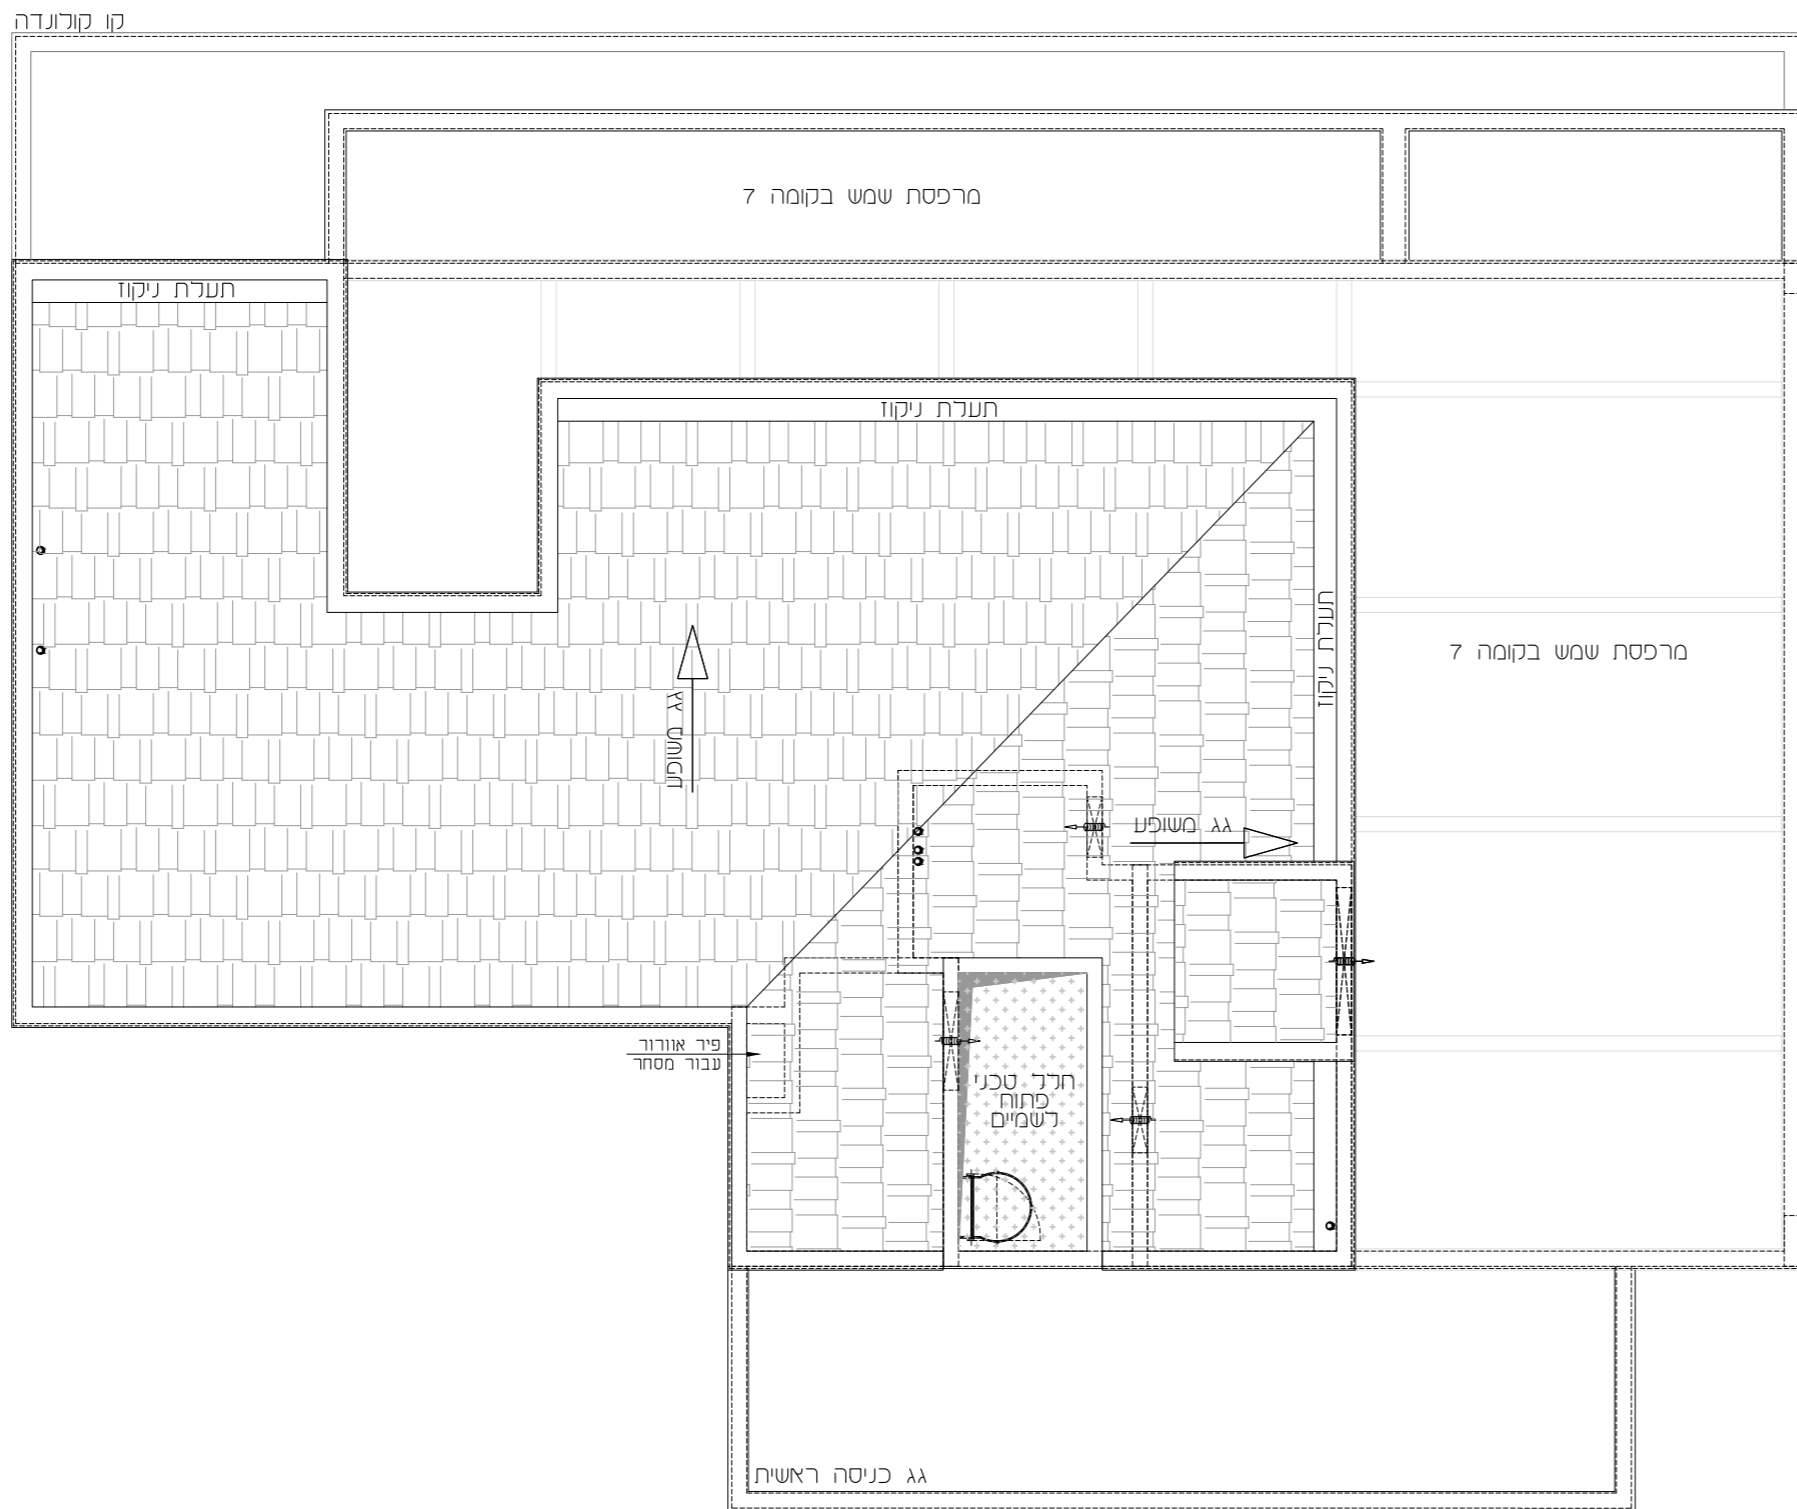 קו קולונדה
מרפסת שמש בקומה 7
תעלת ניקוז
תעלת ניקוז
תעלת ניקוז
מרפסת שמש בקומה 7
גג משופע
גג משופע
פיר אוורור
עבור מסחר
חלל טכני
פתוח
לשמיים
גג כניסה ראשית